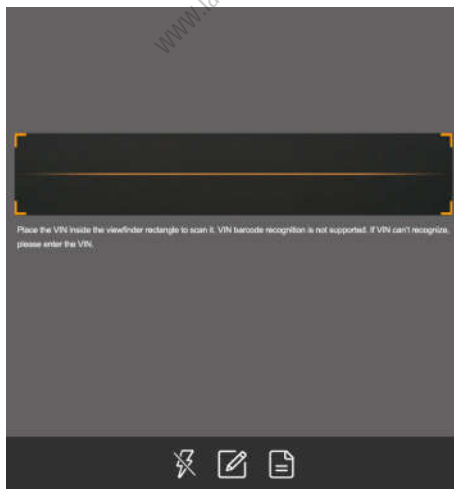 Place the VIN inside the viewfinder rectangle to scan it. VIN barcode recognition is not supported. If VIN can't recognize,
please enter the VIN.